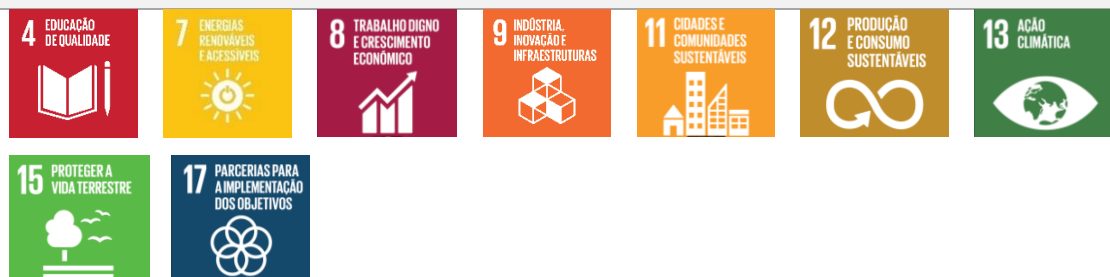 4 EDUCAÇÃO
DE QUALIDADE
7 ENERGIAS
RENOVÁVEIS
E ACESSÍVEIS
8 TRABALHO DIGNO
E CRESCIMENTO
ECONÓMICO
9 INDÚSTRIA,
INOVAÇÃO E
INFRAESTRUTURAS
11 CIDADES E
COMUNIDADES
SUSTENTÁVEIS
12 PRODUÇÃO
E CONSUMO
SUSTENTÁVEIS
13 AÇÃO
CLIMÁTICA
15 PROTEGER A
VIDA TERRESTRE
17 PARCERIAS PARA
A IMPLEMENTAÇÃO
DOS OBJETIVOS